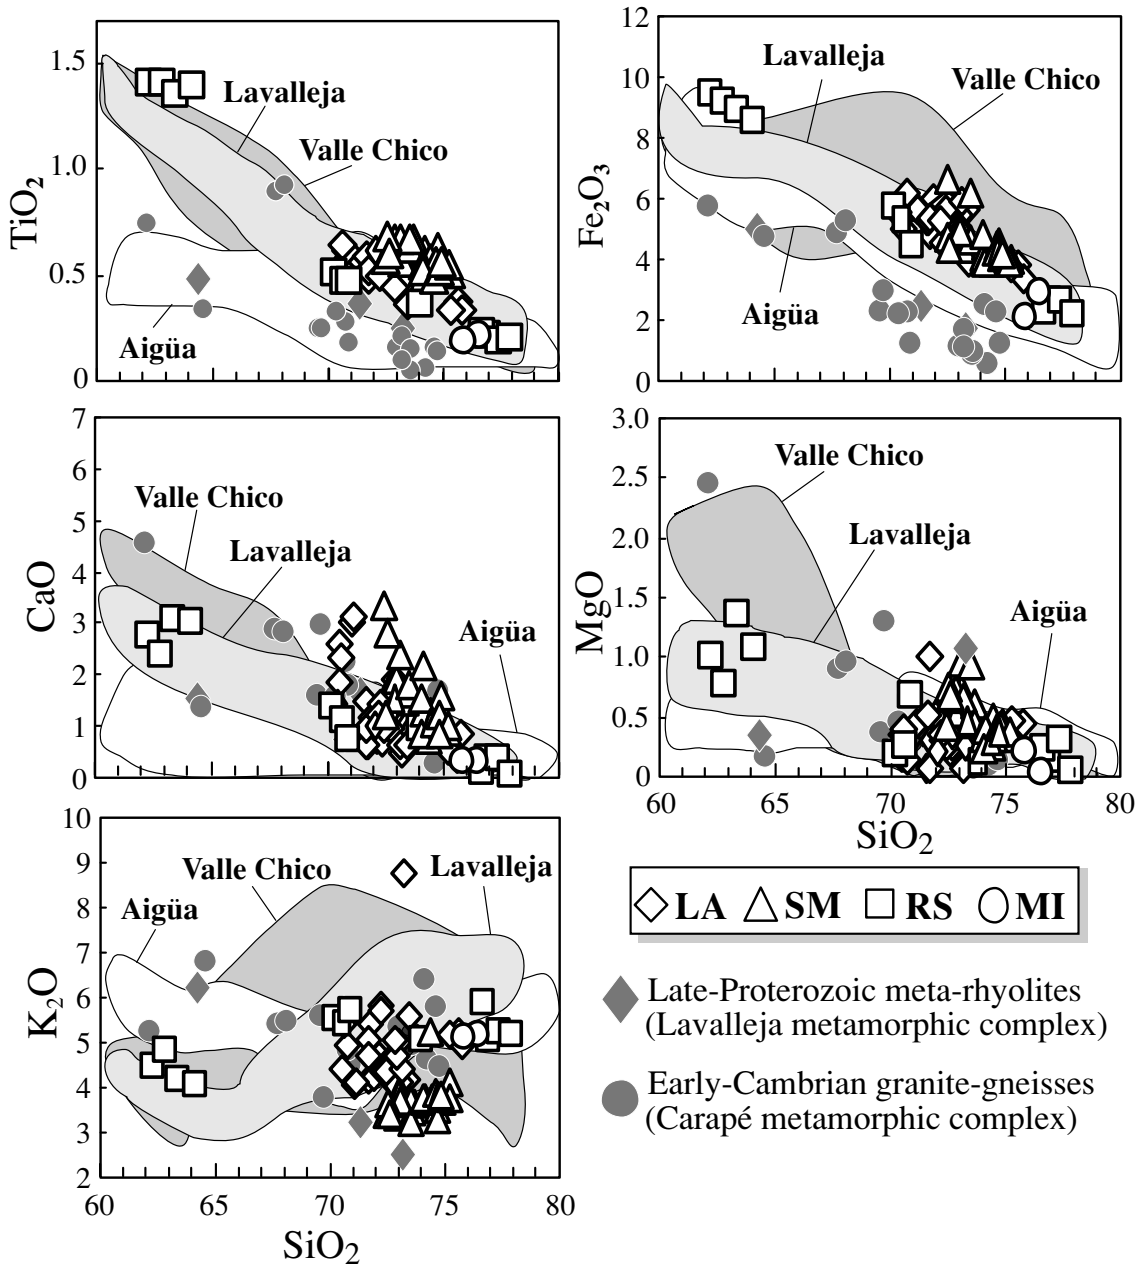 TiO2
1.5
1.0
0.5
0
Lavalleja
Valle Chico
Aigüa
Fe2O3
12
10
8
6
4
2
0
Lavalleja
Valle Chico
Aigüa
CaO
7
6
5
4
3
2
1
0
Valle Chico
Lavalleja
Aigüa
MgO
3.0
2.5
2.0
1.5
1.0
0.5
0
Valle Chico
Lavalleja
Aigüa
60 65 70 75 80
SiO2
K2O
10
9
8
7
6
5
4
3
2
Valle Chico
Lavalleja
Aigüa
60 65 70 75 80
SiO2
LA SM RS MI
Late-Proterozoic meta-rhyolites
(Lavalleja metamorphic complex)
Early-Cambrian granite-gneisses
(Carapé metamorphic complex)